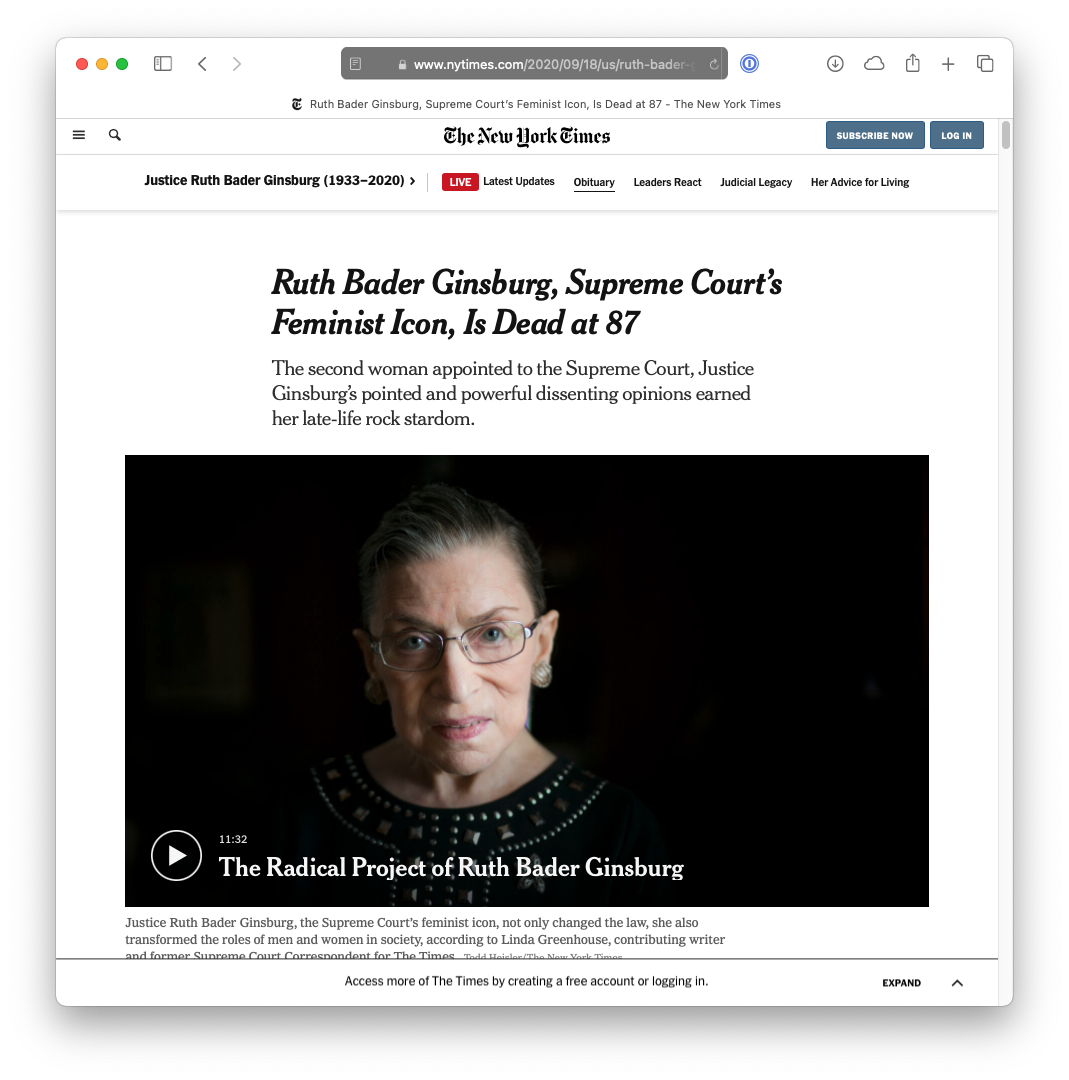 www.nytimes.com/2020/09/18/us/ruth-bader-
Ruth Bader Ginsburg, Supreme Court's Feminist Icon, Is Dead at 87 - The New York Times
The New York Times
SUBSCRIBE NOW
LOG IN
Justice Ruth Bader Ginsburg (1933–2020) ›
LIVE Latest Updates
Obituary
Leaders React
Judicial Legacy
Her Advice for Living
Ruth Bader Ginsburg, Supreme Court's
Feminist Icon, Is Dead at 87
The second woman appointed to the Supreme Court, Justice
Ginsburg's pointed and powerful dissenting opinions earned
her late-life rock stardom.
11:32
The Radical Project of Ruth Bader Ginsburg
Justice Ruth Bader Ginsburg, the Supreme Court's feminist icon, not only changed the law, she also
transformed the roles of men and women in society, according to Linda Greenhouse, contributing writer
and former Supreme Court Correspondent for The Times. Todd Heisler/The New York Times
Access more of The Times by creating a free account or logging in.
EXPAND